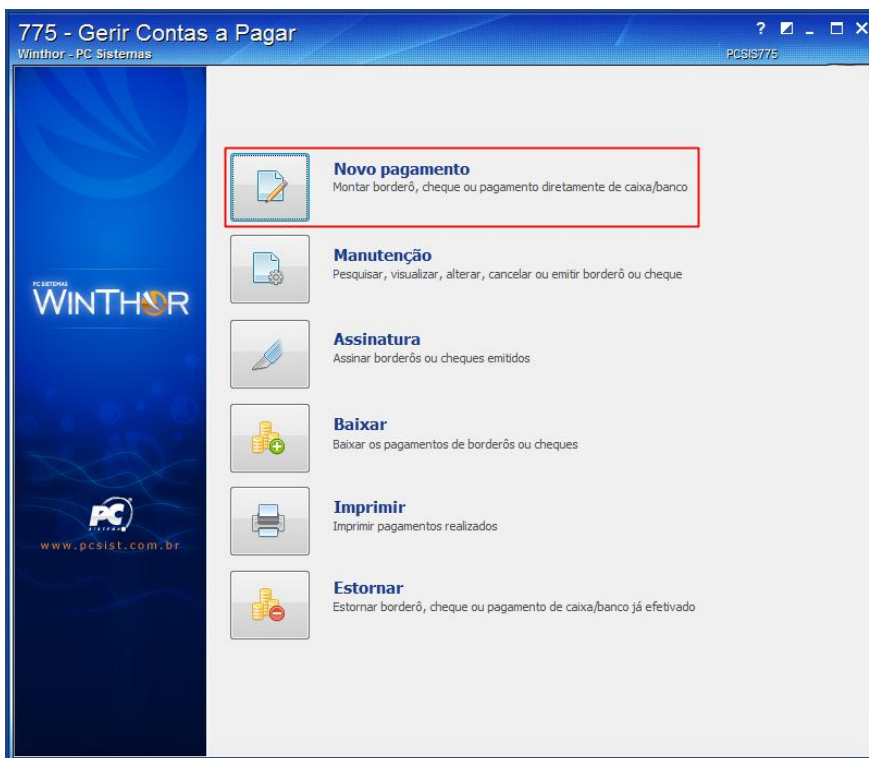 775 - Gerir Contas a Pagar
Winthor - PC Sistemas
PCSIS775
Novo pagamento
Montar borderô, cheque ou pagamento diretamente de caixa/banco
Manutenção
Pesquisar, visualizar, alterar, cancelar ou emitir borderô ou cheque
PC SISTEMAS
WINTHOR
Assinatura
Assinar borderôs ou cheques emitidos
Baixar
Baixar os pagamentos de borderôs ou cheques
PC
SISTEMAS
www.pcsist.com.br
Imprimir
Imprimir pagamentos realizados
Estornar
Estornar borderô, cheque ou pagamento de caixa/banco já efetivado